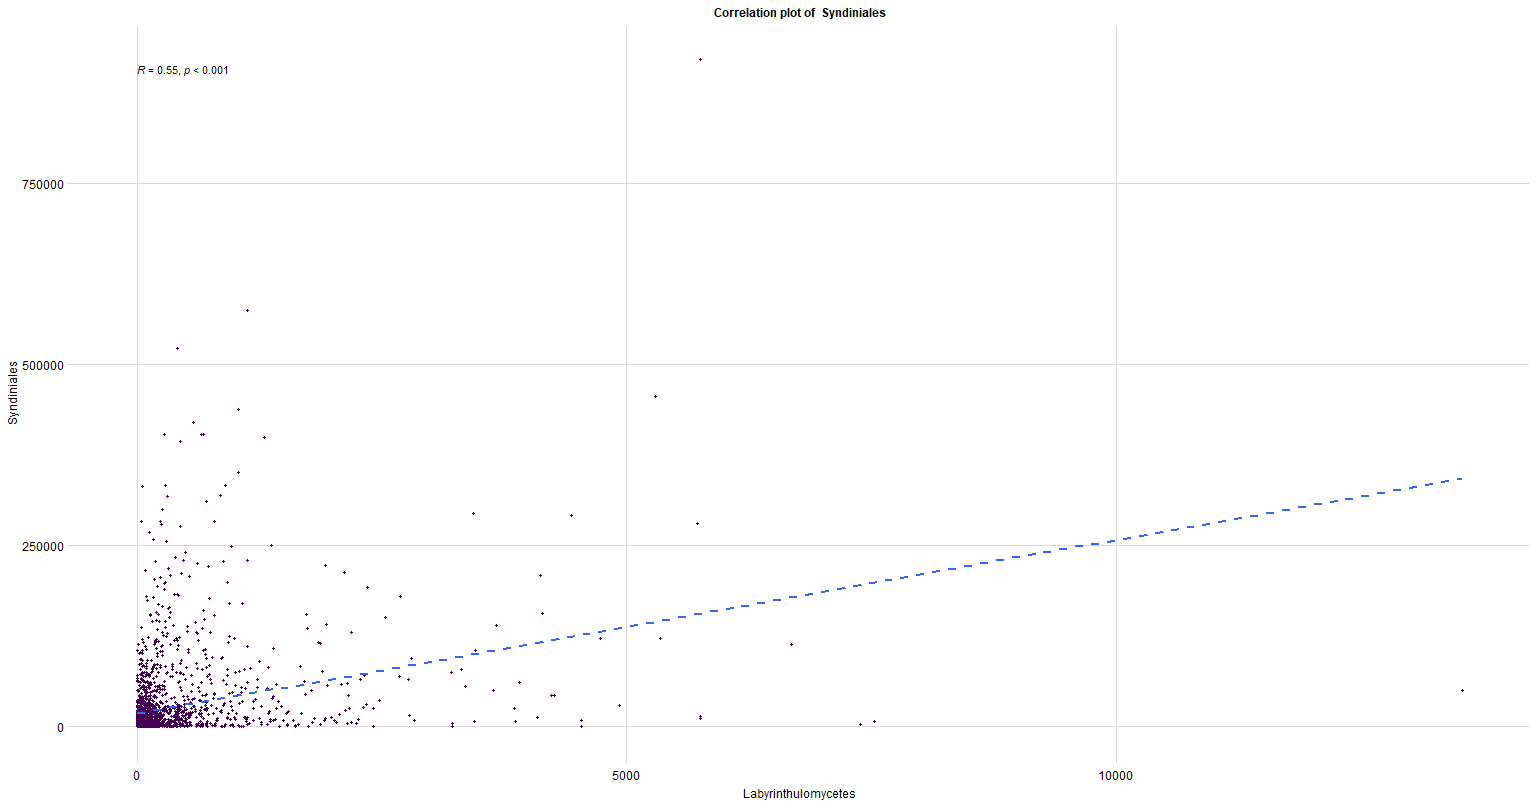 Correlation plot of  Syndiniales
R = 0.55, p < 0.001
750000
500000
250000
0
Syndiniales
0
5000
10000
Labyrinthulomycetes